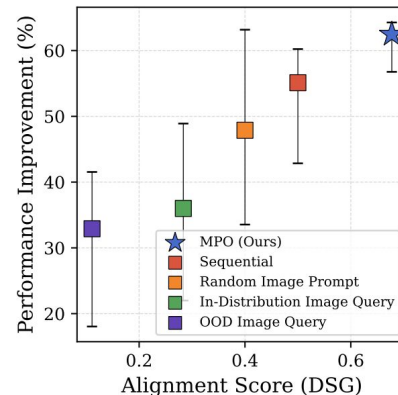 Performance Improvement (%)
60
50
40
30
20
MPO (Ours)
Sequential
Random Image Prompt
In-Distribution Image Query
OOD Image Query
0.2 0.4 0.6
Alignment Score (DSG)